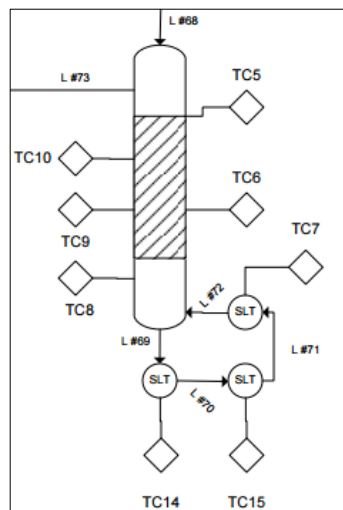 L #68
L #73
TC5
TC10
TC6
TC9
TC7
TC8
L #72
SLT
L #69
L #71
SLT
L #70
SLT
TC14
TC15